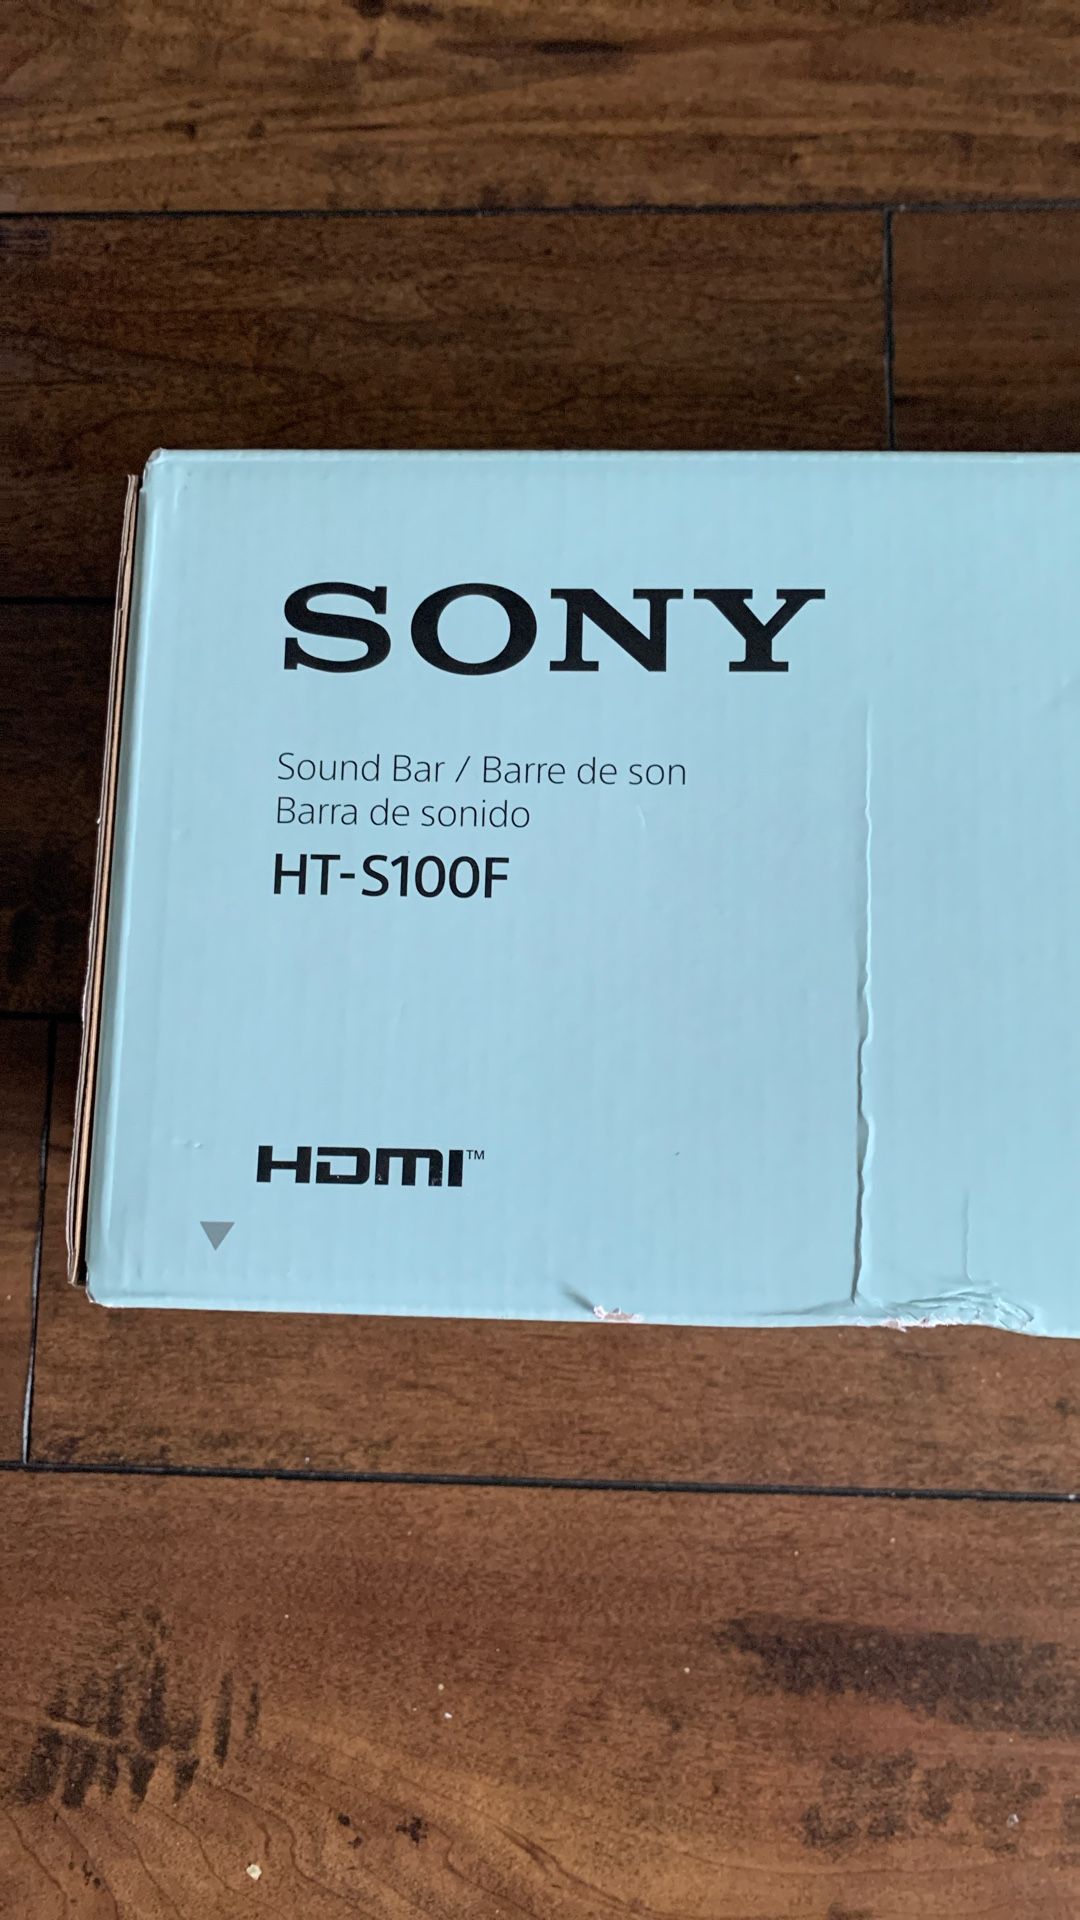 SONY
Sound Bar / Barre de son
Barra de sonido
HT-S100F
HDMI™